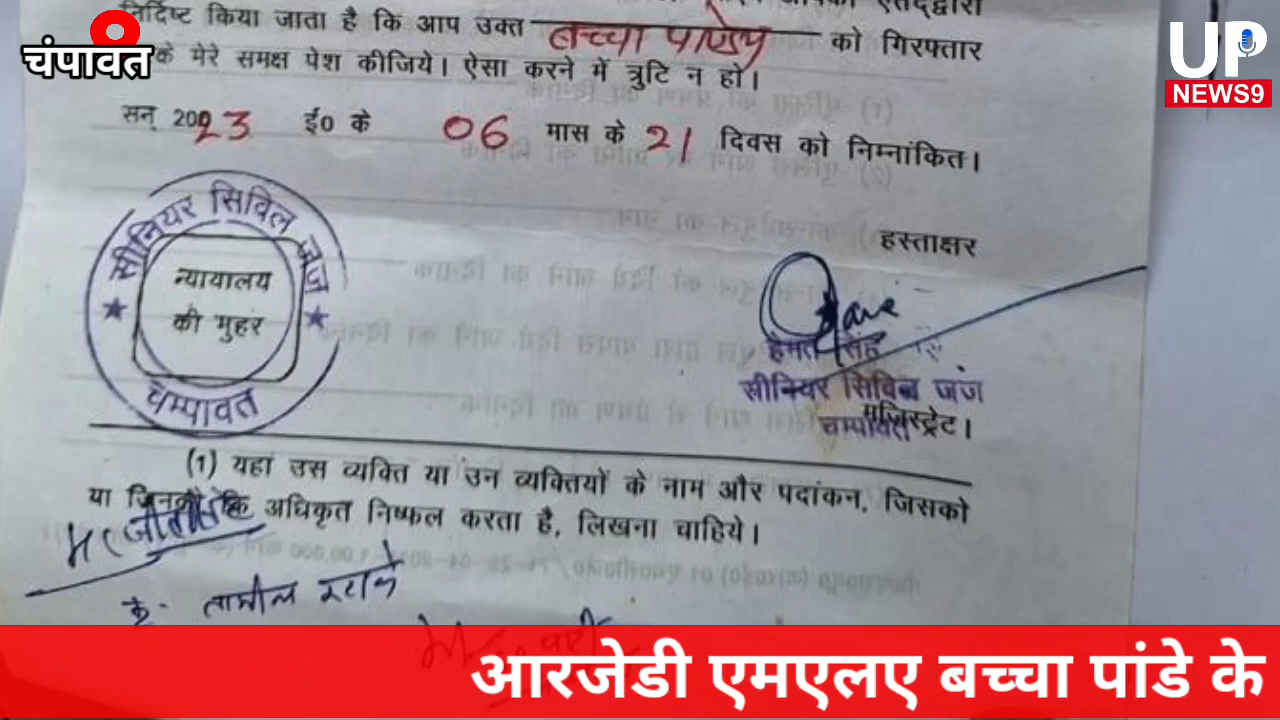 निर्दिष्ट किया जाता है कि आप उक्त बच्चा पाण्डेय को गिरफ्तार
के मेरे समक्ष पेश कीजिये। ऐसा करने में त्रुटि न हो।
चंपावत
UP
NEWS9
सन् 2023 ई0 के 06 मास के 21 दिवस को निम्नांकित।
सीनियर सिविल जज
न्यायालय
की मुहर
चम्पावत
हस्ताक्षर
सीनियर सिविल जज
चम्पावत
मजिस्ट्रेट।
(1) यहां उस व्यक्ति या उन व्यक्तियों के नाम और पदांकन, जिसको
या जिनको कि अधिकृत निष्फल करता है, लिखना चाहिये।
आरजेडी एमएलए बच्चा पांडे के